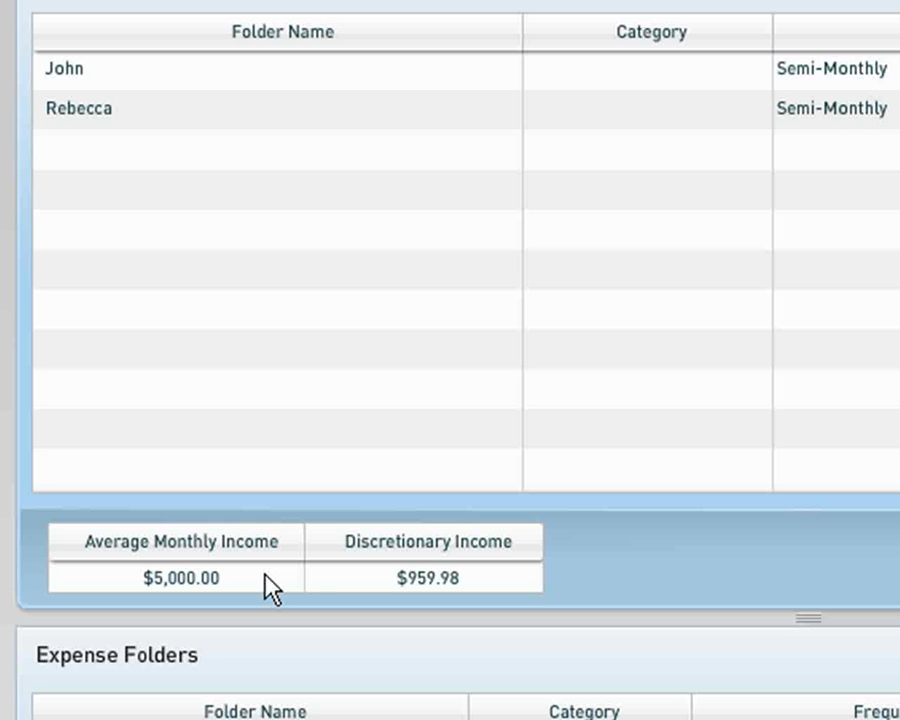 Folder Name Category
John Semi-Monthly
Rebecca Semi-Monthly
Average Monthly Income Discretionary Income
$5,000.00 $959.98
Expense Folders
Folder Name Category Frequ